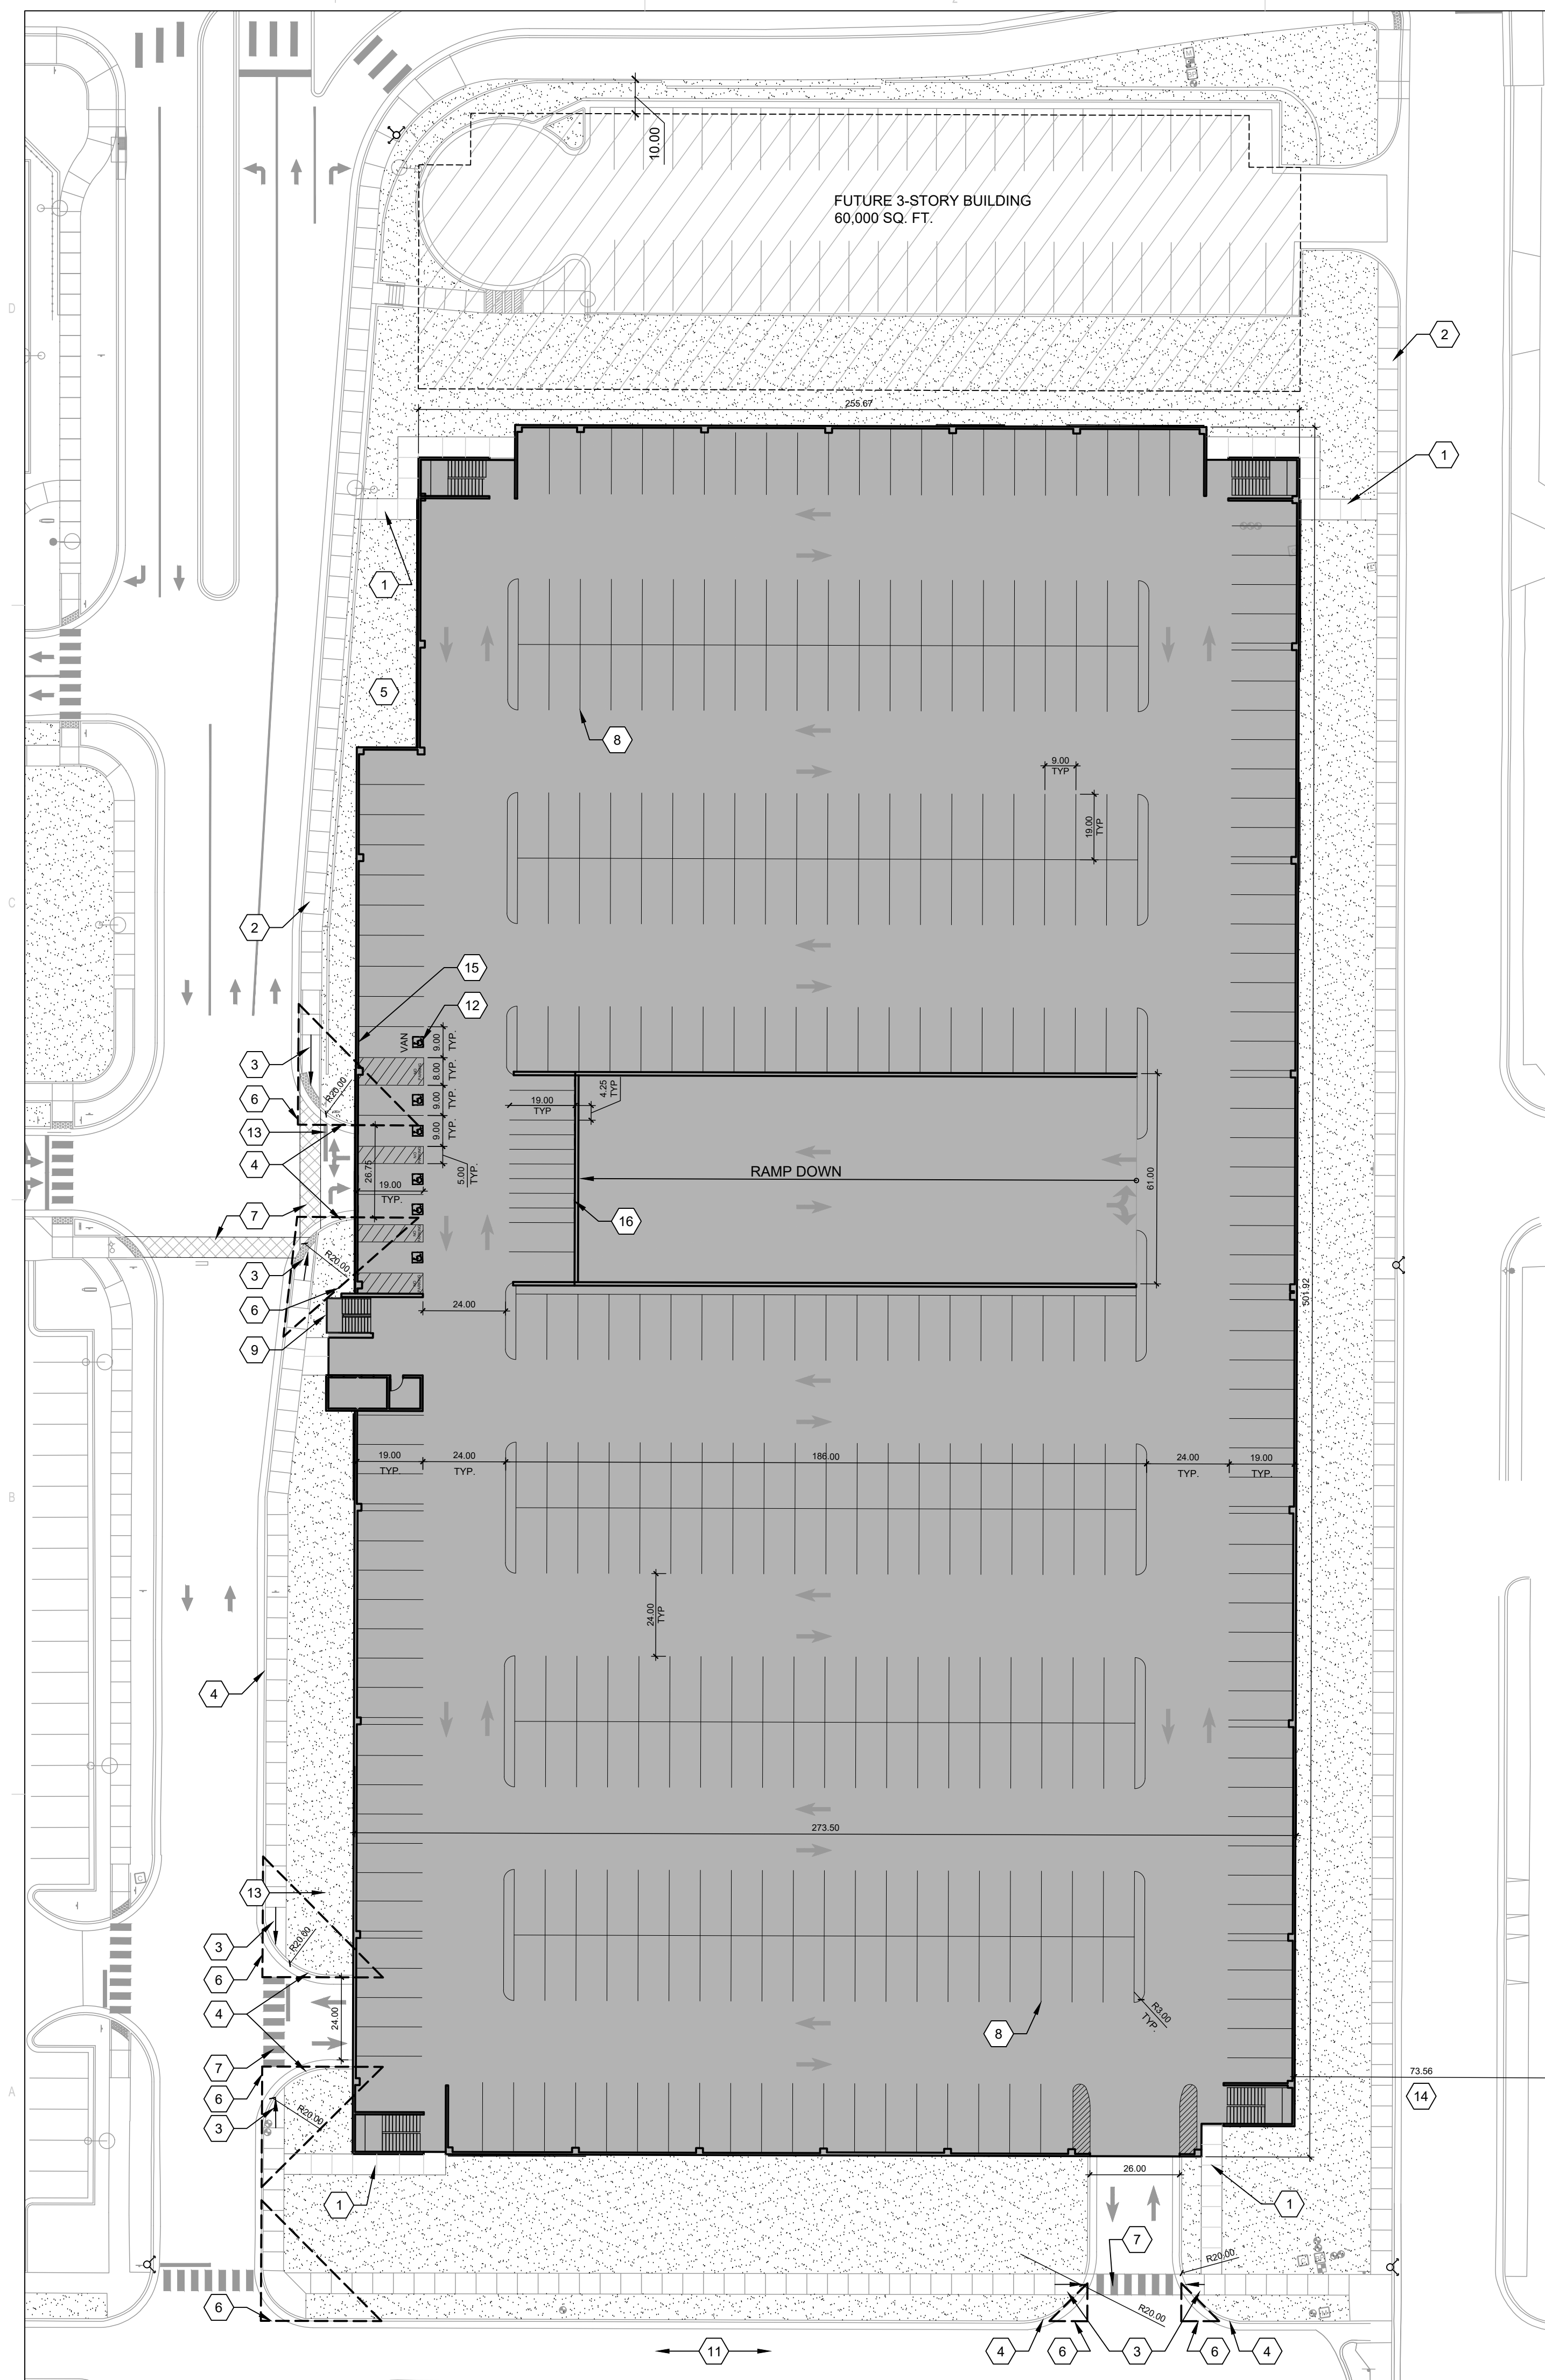 10.00
FUTURE 3-STORY BUILDING
60,000 SQ. FT.
D
2
255.67
1
1
5
8
9.00
TYP
19.00
TYP
C
2
15
12
VAN
9.00
TYP.
8.00
TYP.
9.00
TYP.
9.00
TYP.
5.00
TYP.
3
R20.00
6
13
4
26.75
19.00
TYP.
19.00
TYP
4.25
TYP
RAMP DOWN
61.00
16
7
3
R20.00
6
9
24.00
501.92
19.00
TYP.
24.00
TYP.
186.00
24.00
TYP.
19.00
TYP.
B
24.00
TYP
4
273.50
13
3
R20.00
6
4
24.00
R3.00
TYP.
8
7
6
3
R20.00
A
73.56
14
1
26.00
1
7
R20.00
R20.00
6
11
4
6
3
6
4